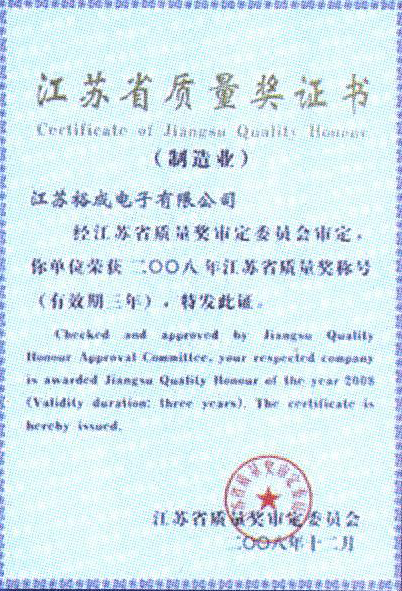 江苏省质量奖证书
Certificate of Jiangsu Quality Honour
（制造业）
江苏裕成电子有限公司
经江苏省质量奖审定委员会审定，
你单位荣获二〇〇八年江苏省质量奖称号
（有效期三年），特发此证。
Checked and approved by Jiangsu Quality
Honour Approval Committee, your respected company
is awarded Jiangsu Quality Honour of the year 2008
(Validity duration: three years). The certificate is
hereby issued.
江苏省质量奖审定委员会
二〇〇八年十二月